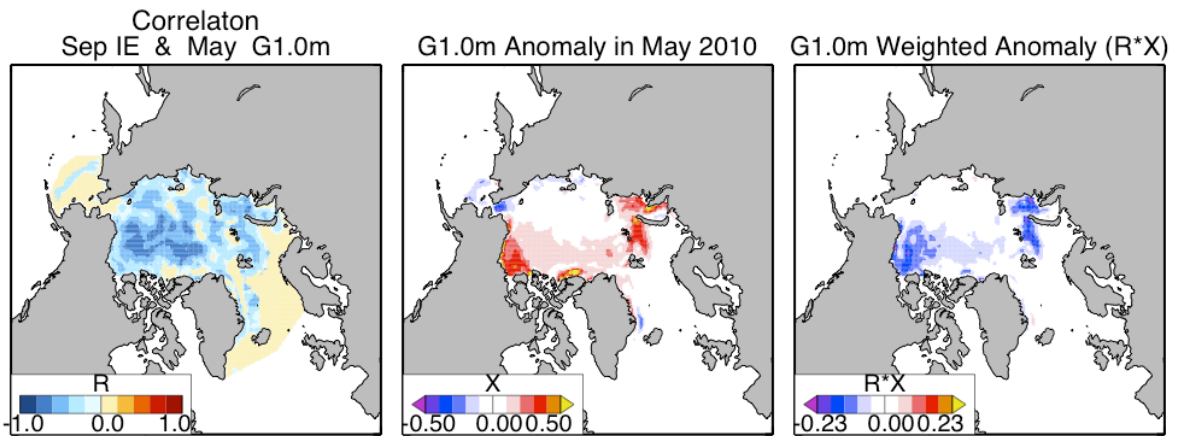 Correlaton
Sep IE & May G1.0m
G1.0m Anomaly in May 2010
G1.0m Weighted Anomaly (R*X)
R
-1.0 0.0 1.0
X
-0.50 0.00 0.50
R*X
-0.23 0.00 0.23